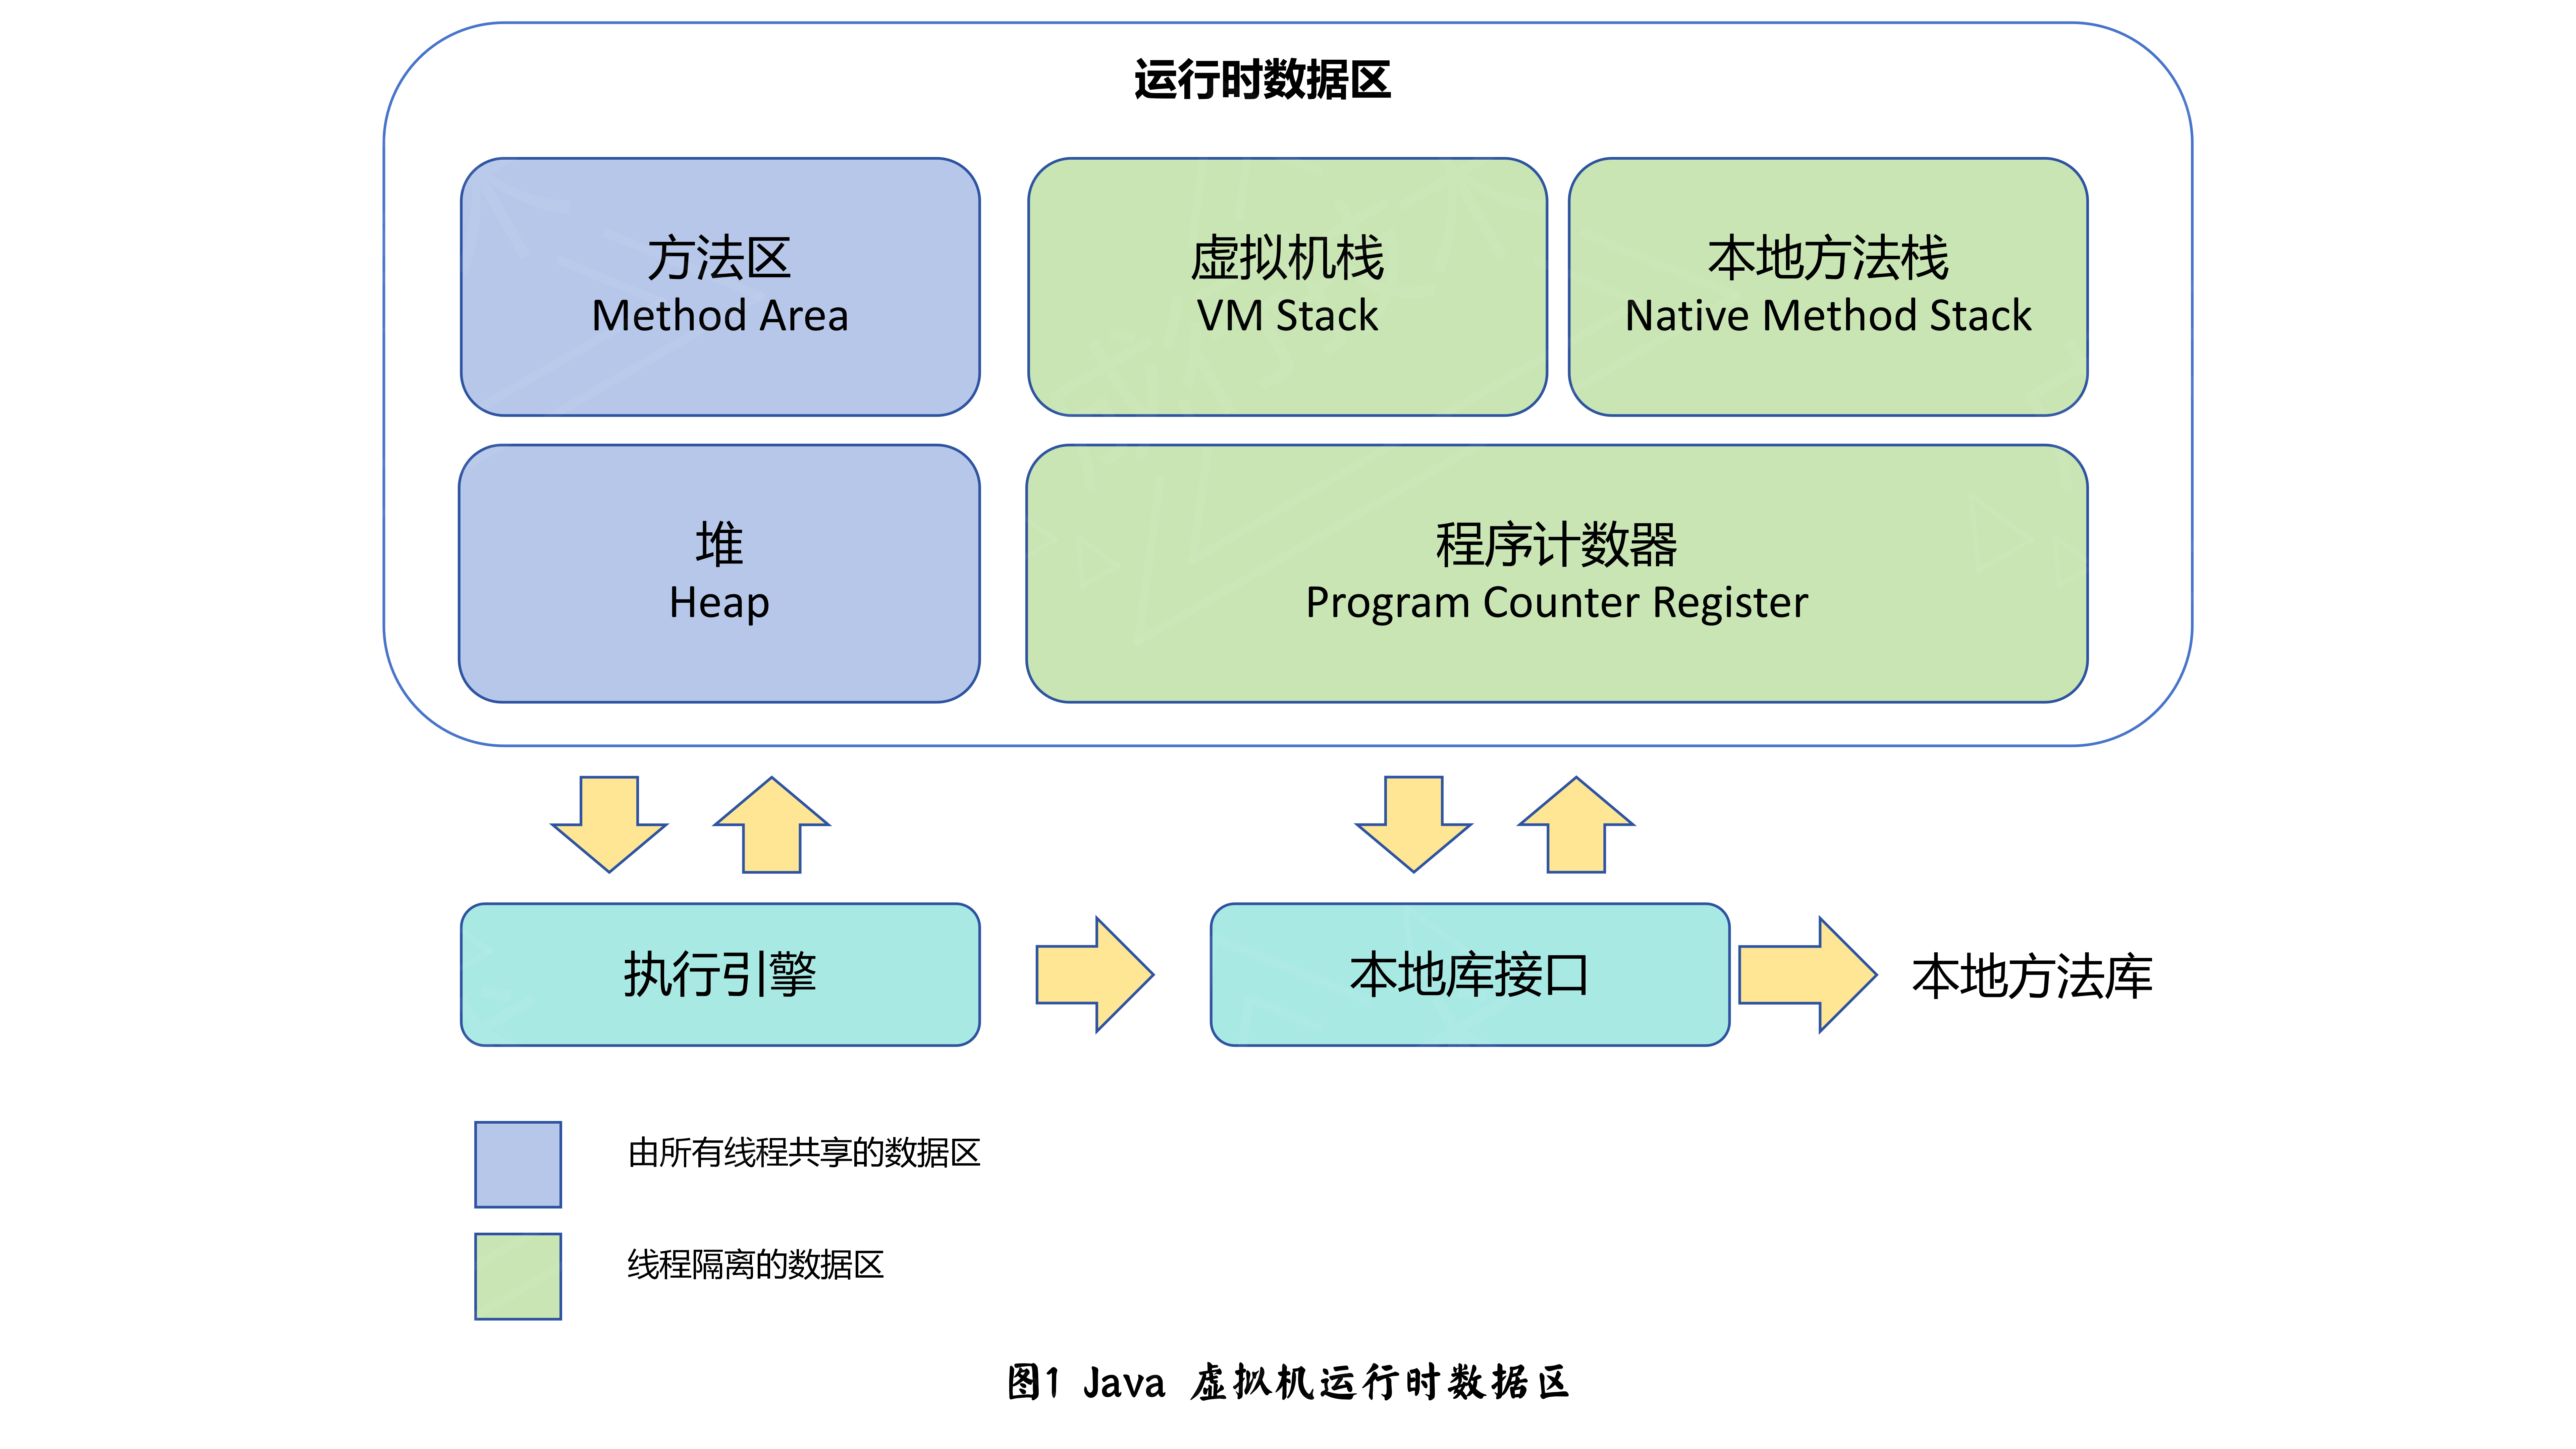 运行时数据区
方法区
Method Area
虚拟机栈
VM Stack
本地方法栈
Native Method Stack
堆
Heap
程序计数器
Program Counter Register
执行引擎
本地库接口
本地方法库
由所有线程共享的数据区
线程隔离的数据区
图1 Java 虚拟机运行时数据区